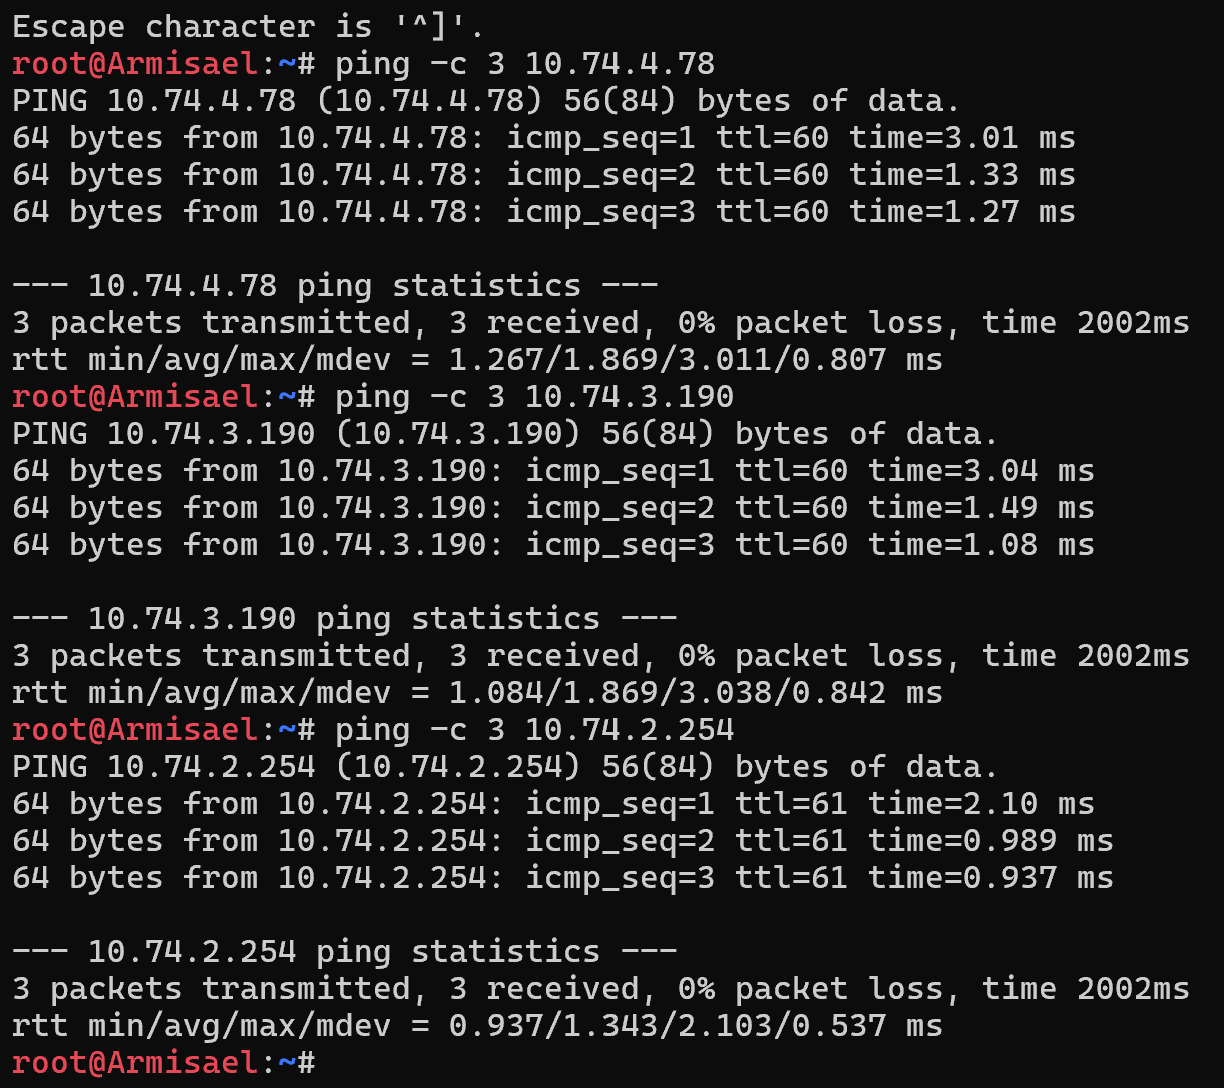 Escape character is '^]'.
root@Armisael:~# ping -c 3 10.74.4.78
PING 10.74.4.78 (10.74.4.78) 56(84) bytes of data.
64 bytes from 10.74.4.78: icmp_seq=1 ttl=60 time=3.01 ms
64 bytes from 10.74.4.78: icmp_seq=2 ttl=60 time=1.33 ms
64 bytes from 10.74.4.78: icmp_seq=3 ttl=60 time=1.27 ms

--- 10.74.4.78 ping statistics ---
3 packets transmitted, 3 received, 0% packet loss, time 2002ms
rtt min/avg/max/mdev = 1.267/1.869/3.011/0.807 ms
root@Armisael:~# ping -c 3 10.74.3.190
PING 10.74.3.190 (10.74.3.190) 56(84) bytes of data.
64 bytes from 10.74.3.190: icmp_seq=1 ttl=60 time=3.04 ms
64 bytes from 10.74.3.190: icmp_seq=2 ttl=60 time=1.49 ms
64 bytes from 10.74.3.190: icmp_seq=3 ttl=60 time=1.08 ms

--- 10.74.3.190 ping statistics ---
3 packets transmitted, 3 received, 0% packet loss, time 2002ms
rtt min/avg/max/mdev = 1.084/1.869/3.038/0.842 ms
root@Armisael:~# ping -c 3 10.74.2.254
PING 10.74.2.254 (10.74.2.254) 56(84) bytes of data.
64 bytes from 10.74.2.254: icmp_seq=1 ttl=61 time=2.10 ms
64 bytes from 10.74.2.254: icmp_seq=2 ttl=61 time=0.989 ms
64 bytes from 10.74.2.254: icmp_seq=3 ttl=61 time=0.937 ms

--- 10.74.2.254 ping statistics ---
3 packets transmitted, 3 received, 0% packet loss, time 2002ms
rtt min/avg/max/mdev = 0.937/1.343/2.103/0.537 ms
root@Armisael:~#